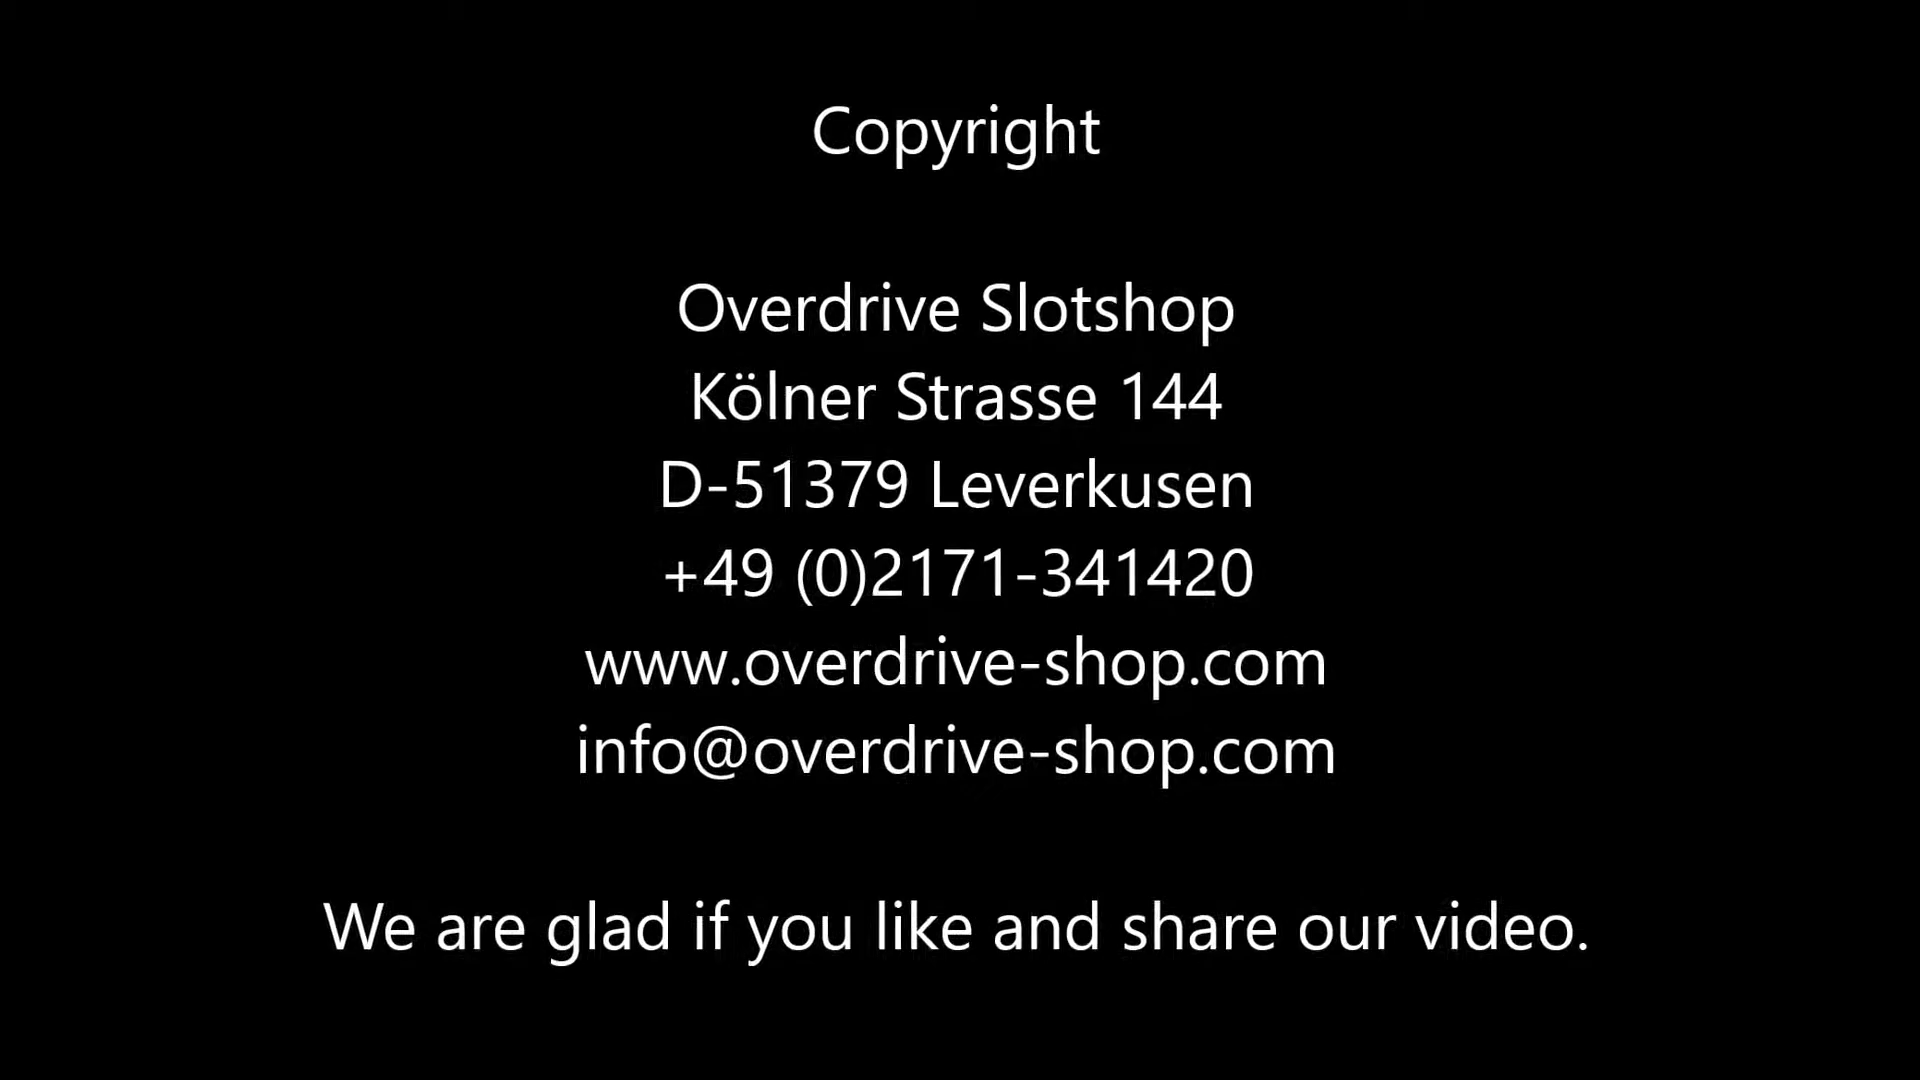 Copyright
Overdrive Slotshop
Kölner Strasse 144
D-51379 Leverkusen
+49 (0)2171-341420
www.overdrive-shop.com
info@overdrive-shop.com
We are glad if you like and share our video.